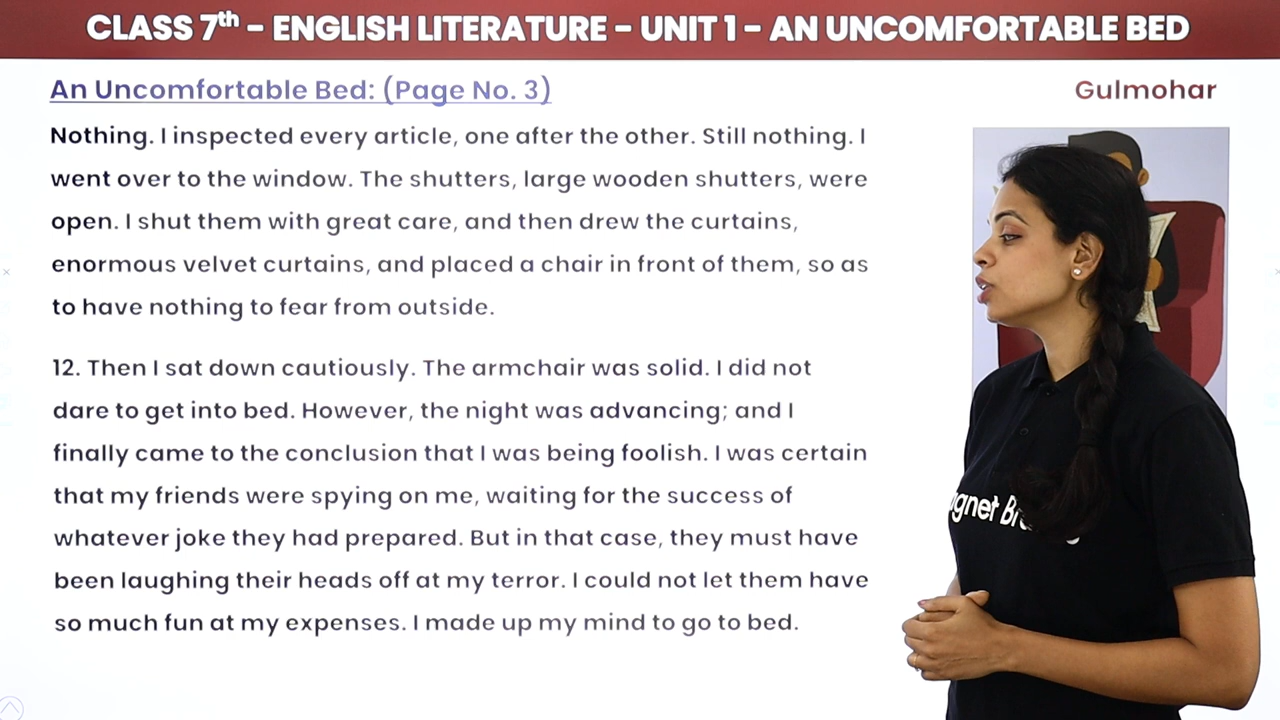 CLASS 7th - ENGLISH LITERATURE - UNIT 1 - AN UNCOMFORTABLE BED
An Uncomfortable Bed: (Page No. 3)
Gulmohar
Nothing. I inspected every article, one after the other. Still nothing. I
went over to the window. The shutters, large wooden shutters, were
open. I shut them with great care, and then drew the curtains,
enormous velvet curtains, and placed a chair in front of them, so as
to have nothing to fear from outside.
12. Then I sat down cautiously. The armchair was solid. I did not
dare to get into bed. However, the night was advancing; and I
finally came to the conclusion that I was being foolish. I was certain
that my friends were spying on me, waiting for the success of
whatever joke they had prepared. But in that case, they must have
been laughing their heads off at my terror. I could not let them have
so much fun at my expenses. I made up my mind to go to bed.